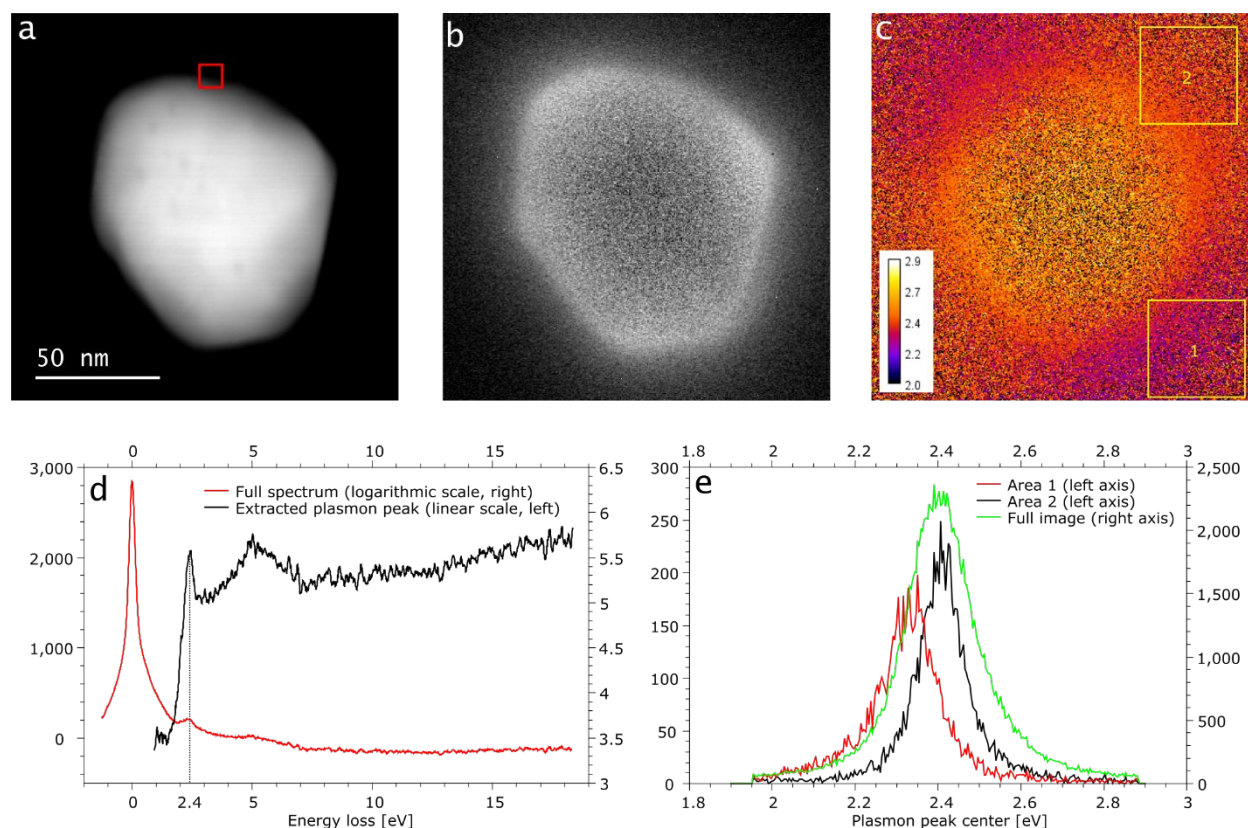 a
50 nm
b
c
2
1
2.9
2.7
2.6
2.4
2.3
2.2
2.0
0 5 10 15
3,000
2,000
1,000
0
d
Full spectrum (logarithmic scale, right)
Extracted plasmon peak (linear scale, left)
6.5
6
5.5
5
4.5
4
3.5
3
0 2.4 5 10 15
Energy loss [eV]
1.8 2 2.2 2.4 2.6 2.8 3
300
250
200
150
100
50
0
e
Area 1 (left axis)
Area 2 (left axis)
Full image (right axis)
2,500
2,000
1,500
1,000
500
0
1.8 2 2.2 2.4 2.6 2.8 3
Plasmon peak center [eV]